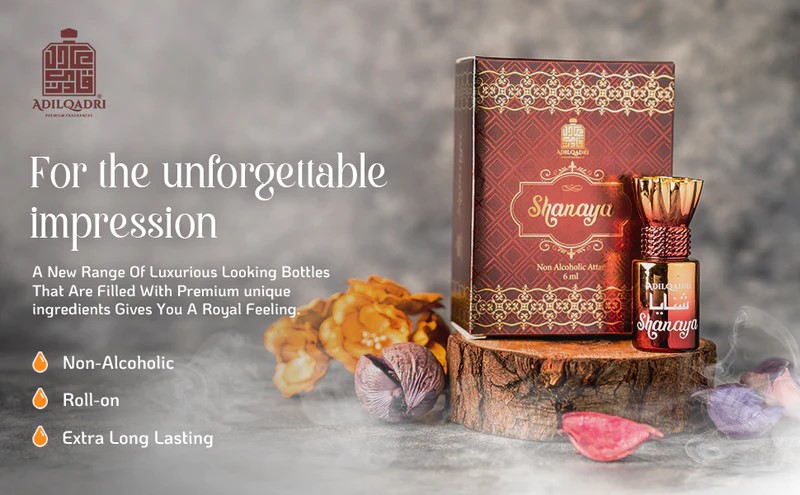 ADILQADRI
PREMIUM FRAGRANCES
For the unforgettable
impression
A New Range Of Luxurious Looking Bottles
That Are Filled With Premium unique
ingredients Gives You A Royal Feeling.
Non-Alcoholic
Roll-on
Extra Long Lasting
ADILQADRI
Shanaya
Non Alcoholic Attar
6 ml
ADILQADRI
شنايا
Shanaya